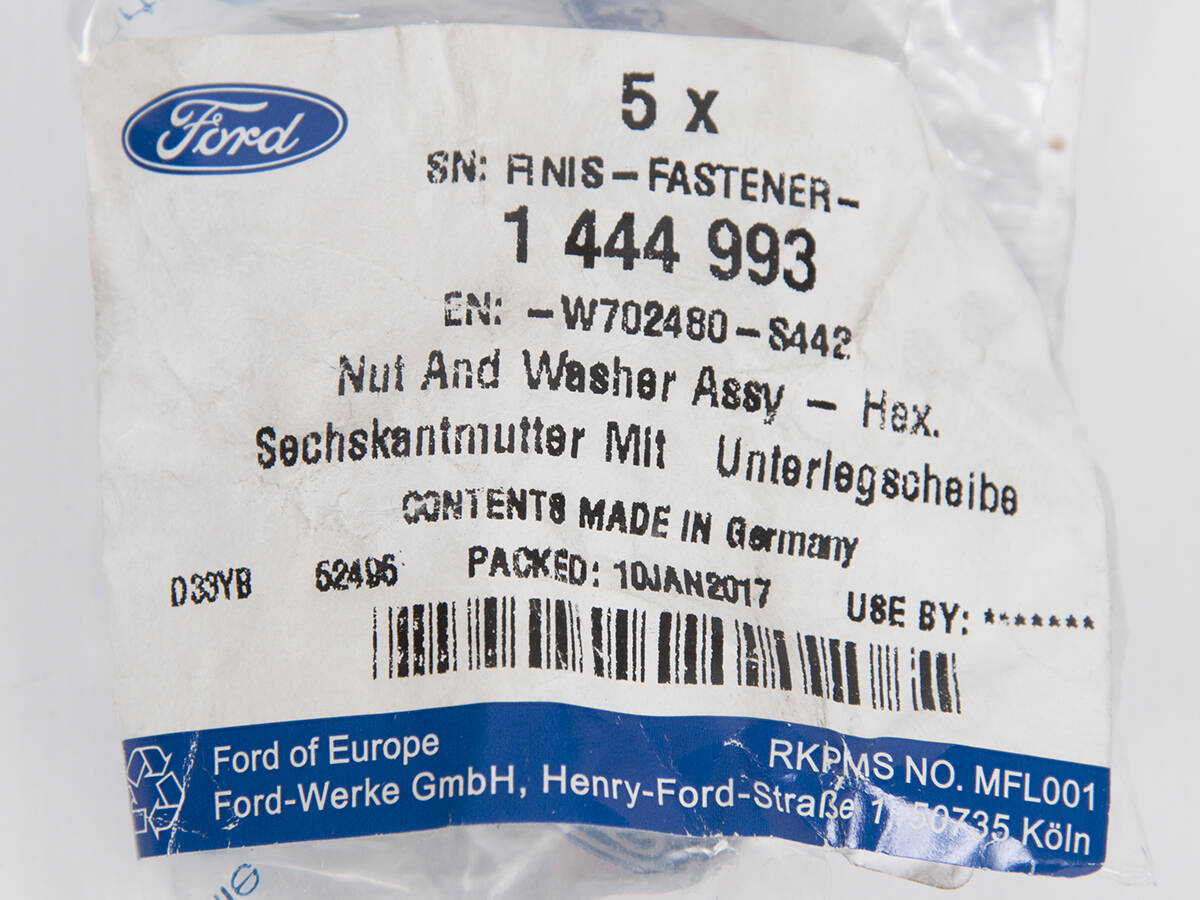 Ford
5 x
SN: FINIS-FASTENER-
1 444 993
EN: -W702480-S442
Nut And Washer Assy - Hex.
Sechskantmutter Mit Unterlegscheibe
CONTENTS MADE IN Germany
D33YB 52495 PACKED: 10JAN2017 USE BY: *******
Ford of Europe RKPMS NO. MFL001
Ford-Werke GmbH, Henry-Ford-Straße 1, 50735 Köln